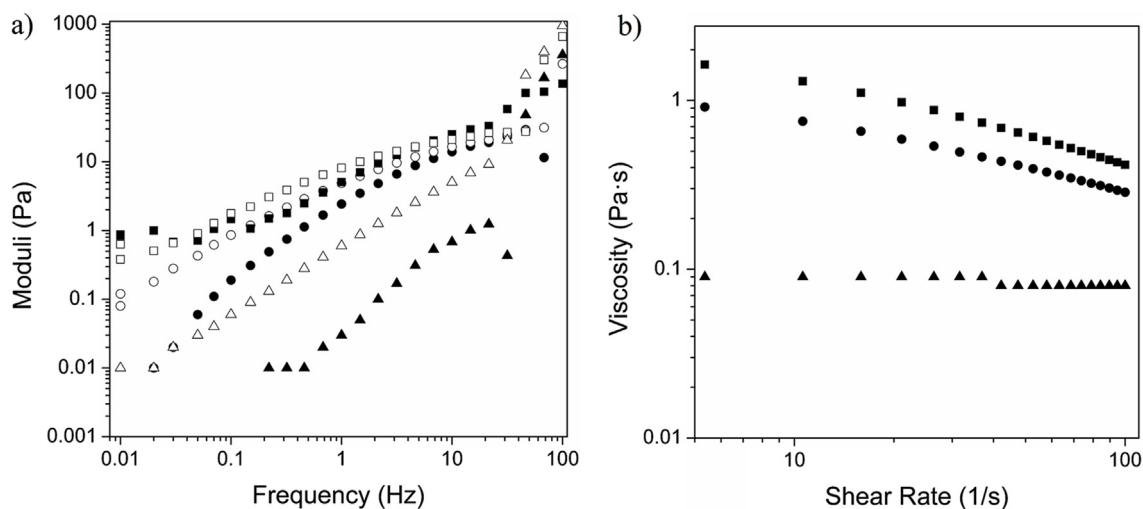 a)
1000
100
10
1
0.1
0.01
0.001
Moduli (Pa)
0.01 0.1 1 10 100
Frequency (Hz)
b)
1
0.1
0.01
Viscosity (Pa·s)
10 100
Shear Rate (1/s)